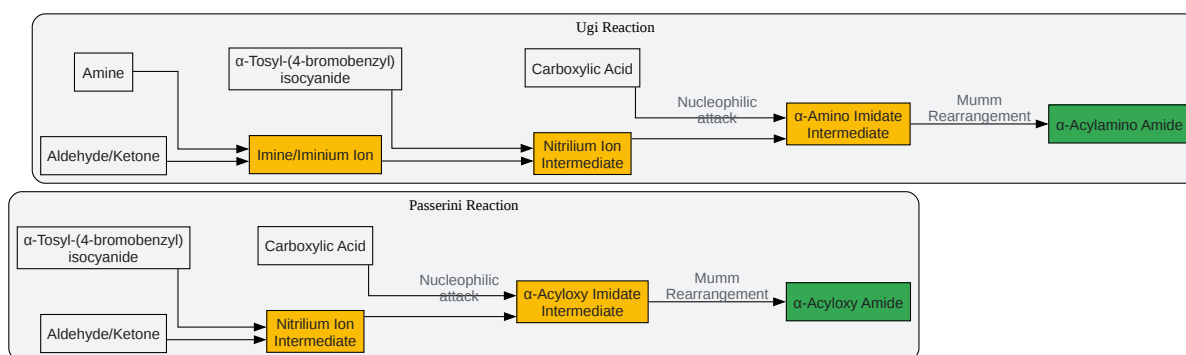 Ugi Reaction
Amine
α-Tosyl-(4-bromobenzyl)
isocyanide
Carboxylic Acid
Aldehyde/Ketone
Imine/Iminium Ion
Nitrilium Ion
Intermediate
Nucleophilic
attack
α-Amino Imidate
Intermediate
Mumm
Rearrangement
α-Acylamino Amide
Passerini Reaction
α-Tosyl-(4-bromobenzyl)
isocyanide
Carboxylic Acid
Aldehyde/Ketone
Nitrilium Ion
Intermediate
Nucleophilic
attack
α-Acyloxy Imidate
Intermediate
Mumm
Rearrangement
α-Acyloxy Amide